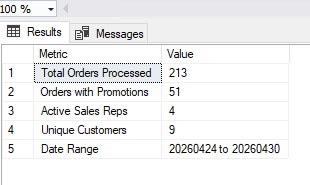 100 %
Results Messages
Metric Value
1 Total Orders Processed 213
2 Orders with Promotions 51
3 Active Sales Reps 4
4 Unique Customers 9
5 Date Range 20260424 to 20260430